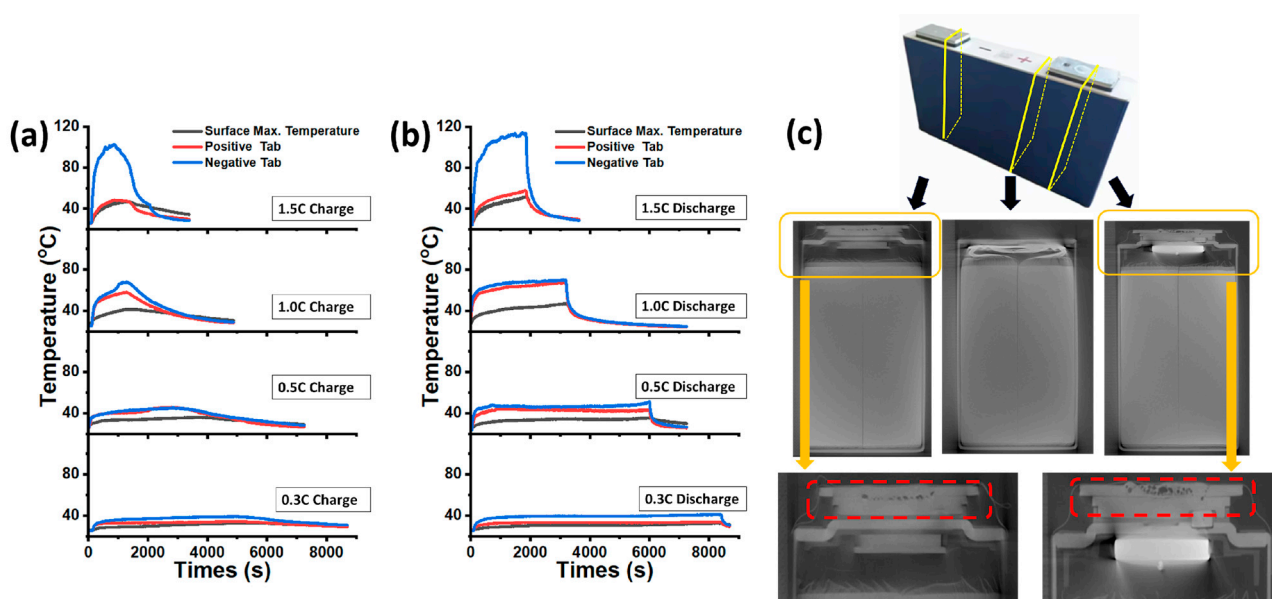 (a)
Temperature (°C)
120
80
40
Surface Max. Temperature
Positive Tab
Negative Tab
1.5C Charge
80
40
1.0C Charge
80
40
0.5C Charge
80
40
0.3C Charge
0 2000 4000 6000 8000
Times (s)
(b)
Temperature (°C)
120
80
40
Surface Max. Temperature
Positive Tab
Negative Tab
1.5C Discharge
80
40
1.0C Discharge
80
40
0.5C Discharge
80
40
0.3C Discharge
0 2000 4000 6000 8000
Times (s)
(c)
− +